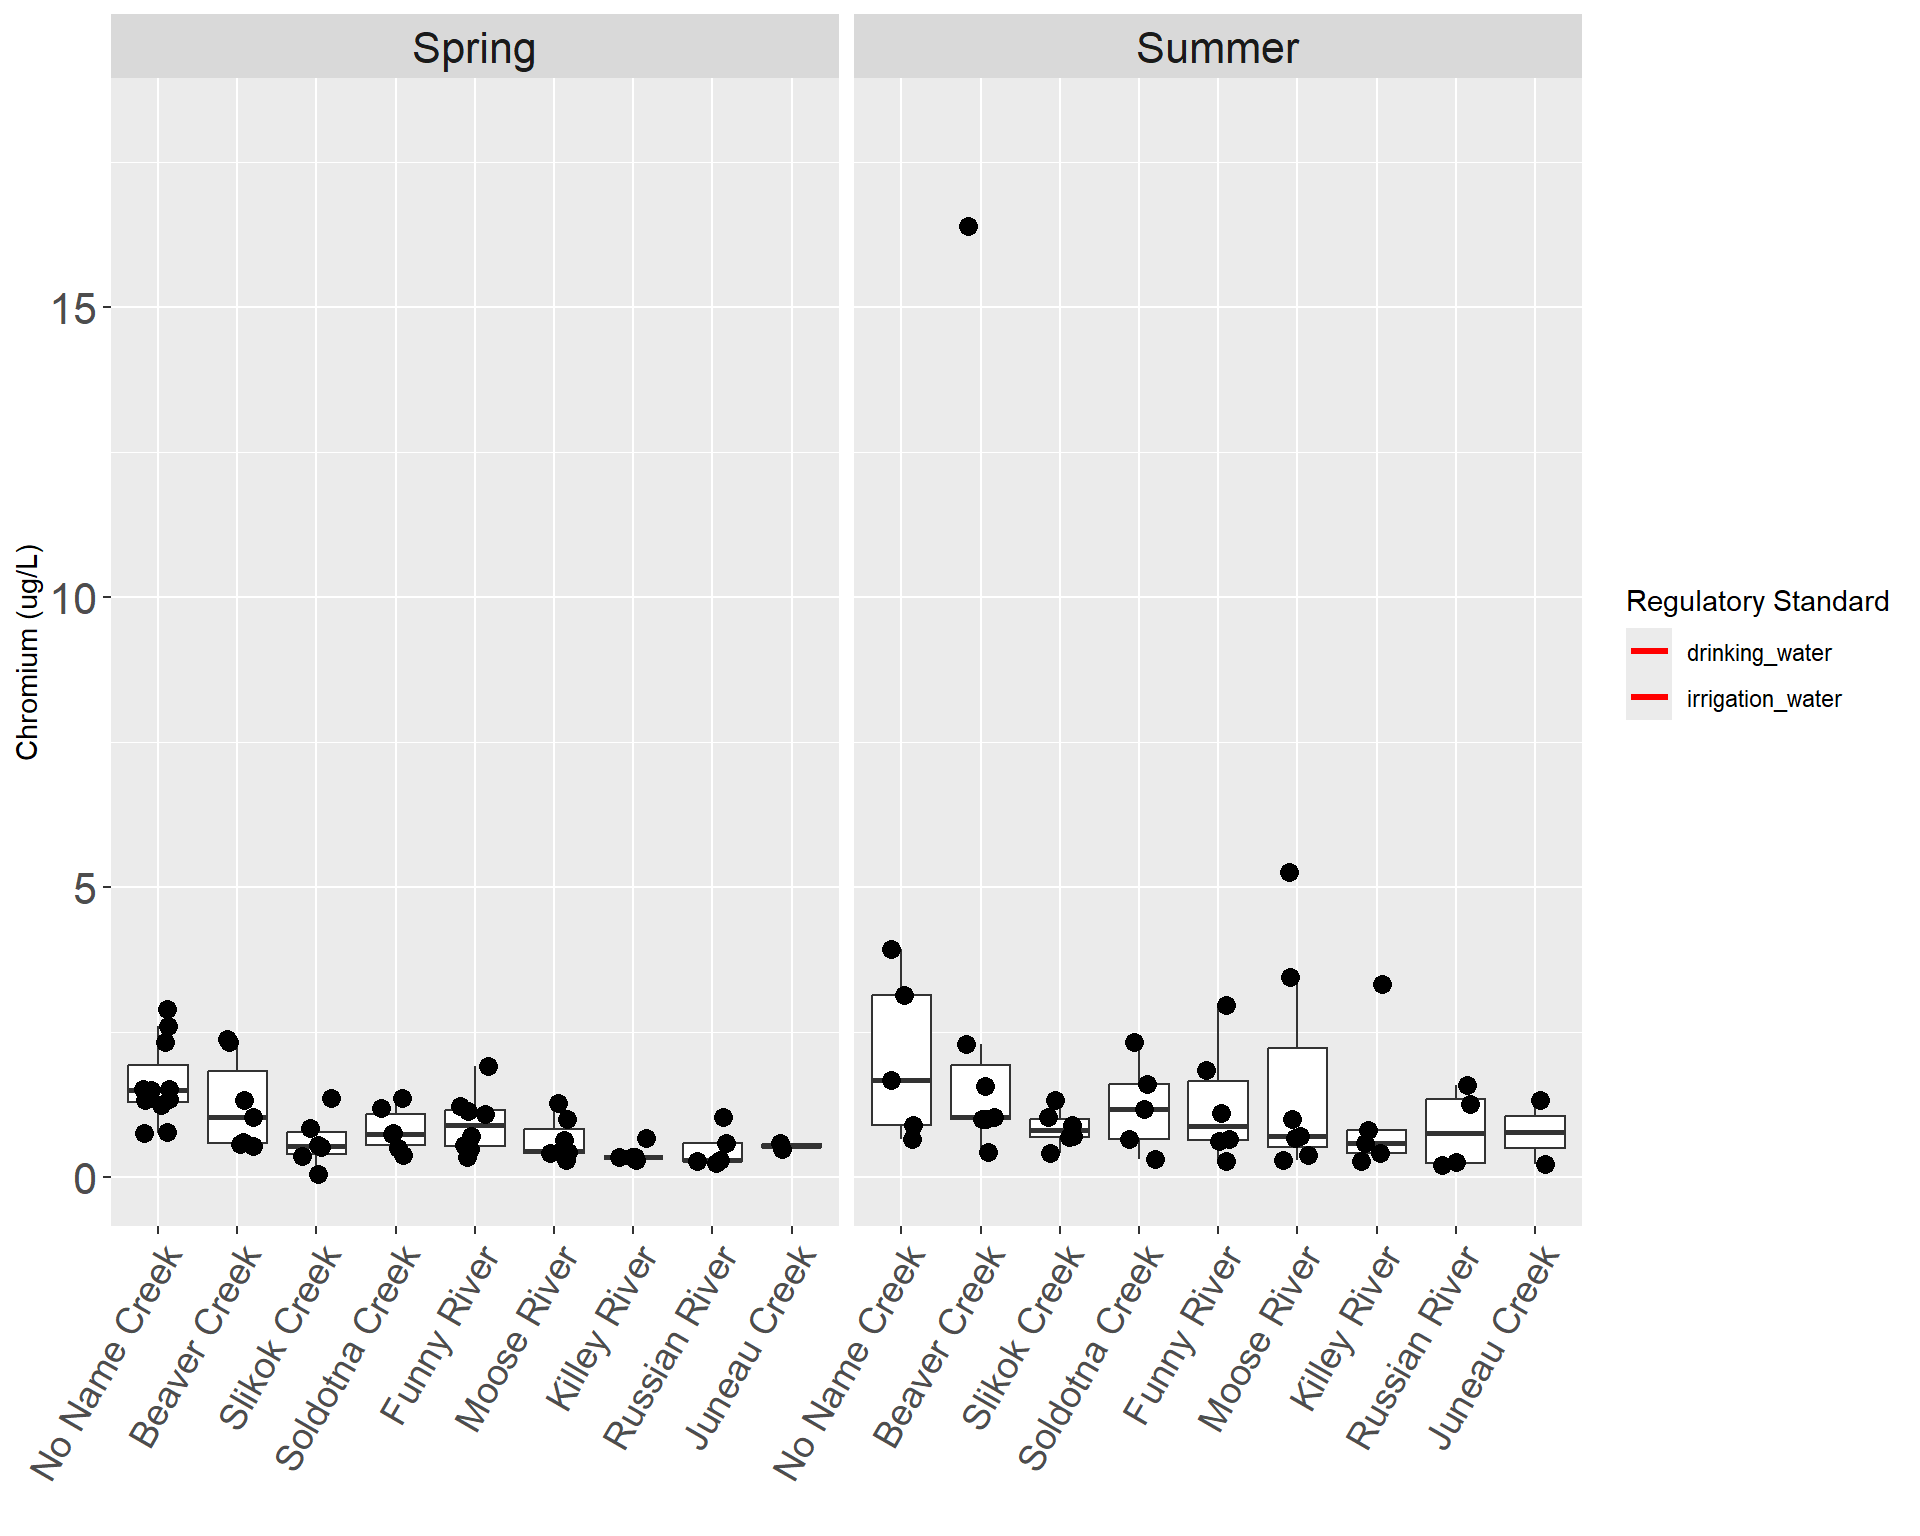 Spring
Summer
15
10
5
0
Chromium (ug/L)
No Name Creek
Beaver Creek
Slikok Creek
Soldotna Creek
Funny River
Moose River
Killey River
Russian River
Juneau Creek
No Name Creek
Beaver Creek
Slikok Creek
Soldotna Creek
Funny River
Moose River
Killey River
Russian River
Juneau Creek
Regulatory Standard
drinking_water
irrigation_water